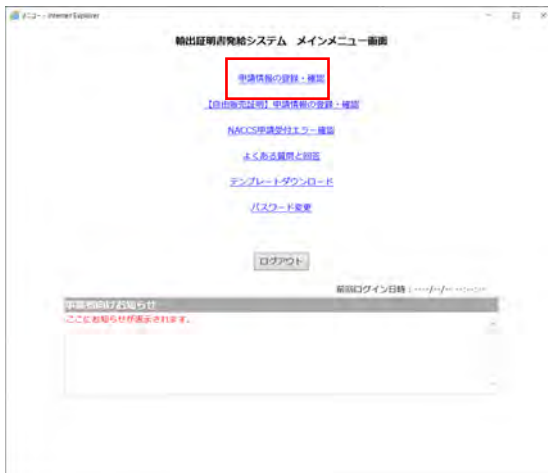 メニュー - Internet Explorer
輸出証明書発給システム　メインメニュー画面
申請情報の登録・確認
【自由販売証明】申請情報の登録・確認
NACCS申請受付エラー確認
よくある質問と回答
テンプレートダウンロード
パスワード変更
ログアウト
前回ログイン日時：----/--/-- --:--:--
事業者向けお知らせ
ここにお知らせが表示されます。